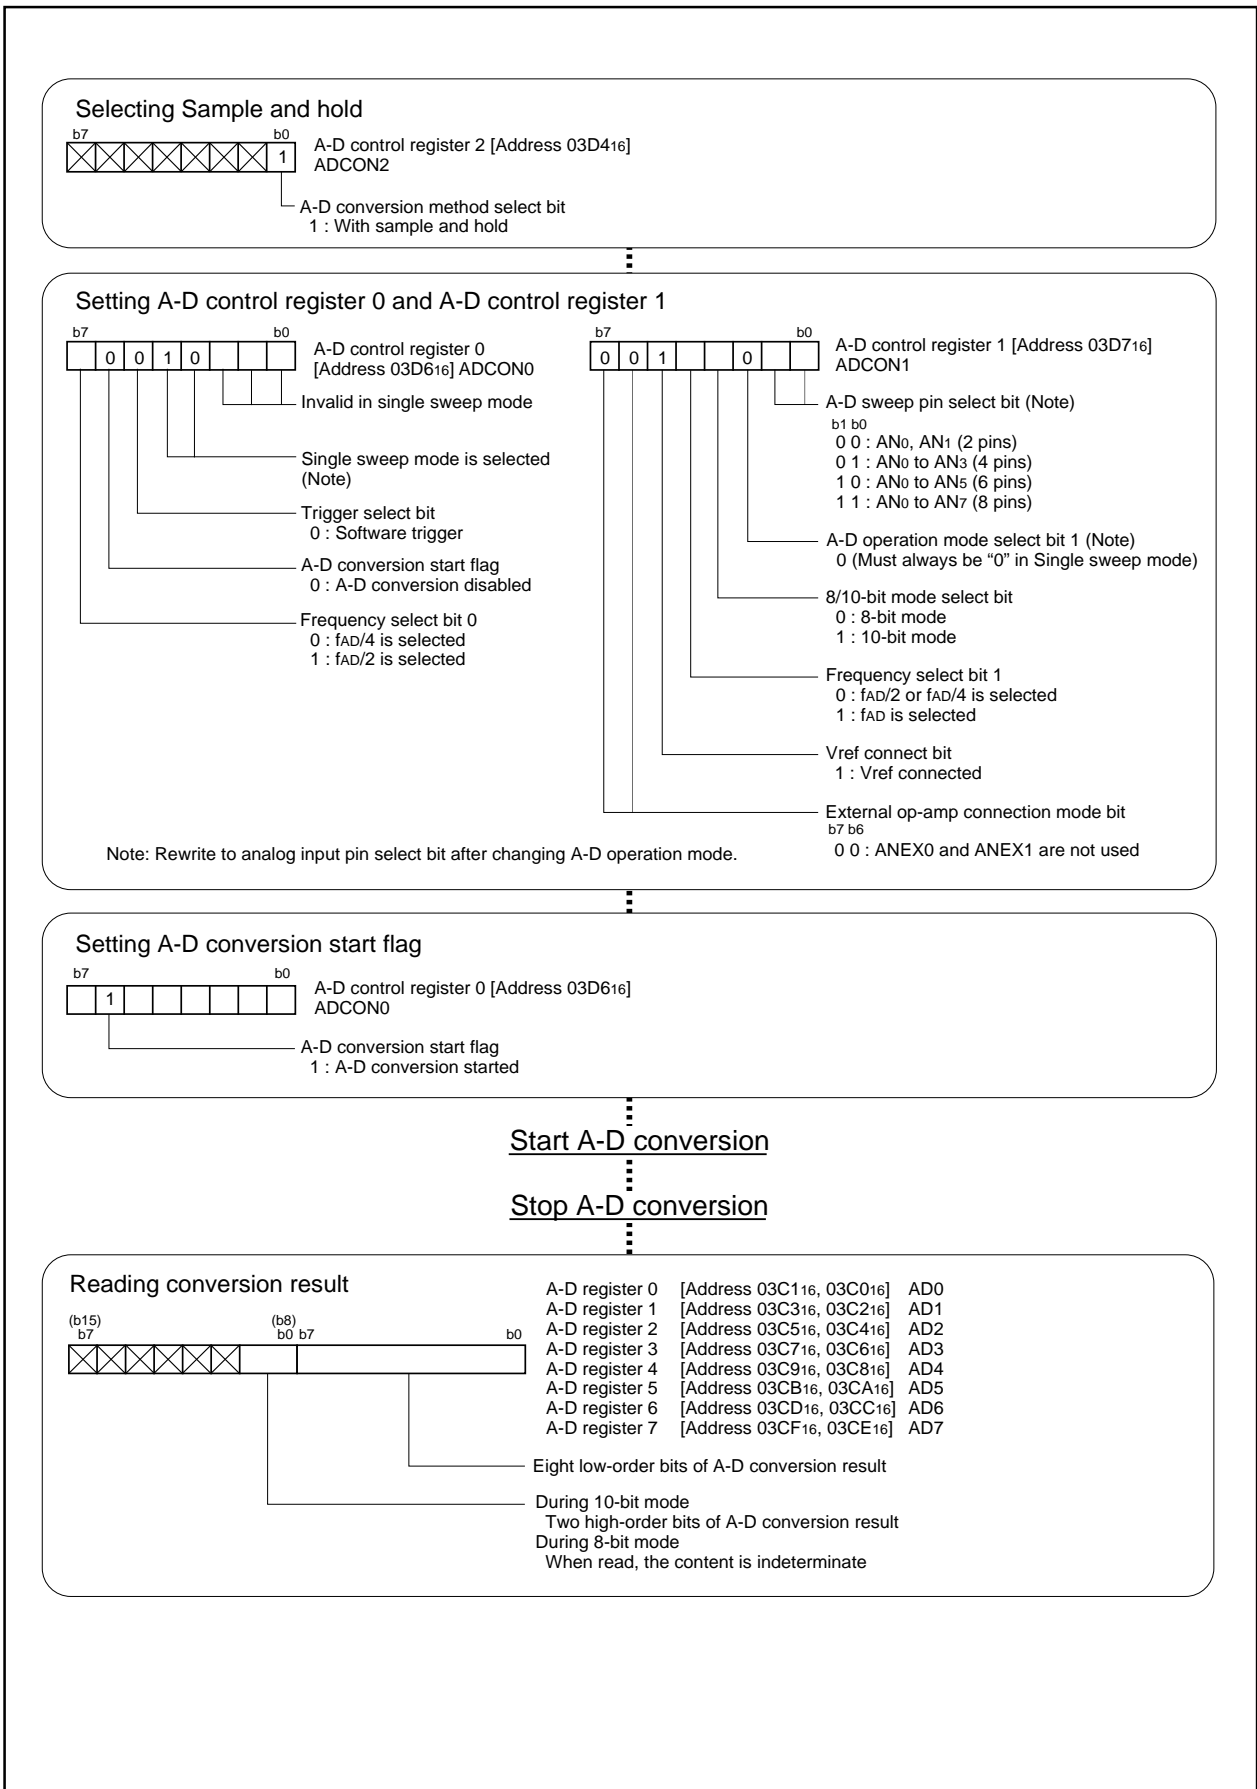 Selecting Sample and hold
b7 b0
1
A-D control register 2 [Address 03D416]
ADCON2
A-D conversion method select bit
1 : With sample and hold
Setting A-D control register 0 and A-D control register 1
b7 b0
0 0 1 0
A-D control register 0
[Address 03D616] ADCON0
Invalid in single sweep mode
Single sweep mode is selected
(Note)
Trigger select bit
0 : Software trigger
A-D conversion start flag
0 : A-D conversion disabled
Frequency select bit 0
0 : fAD/4 is selected
1 : fAD/2 is selected
b7 b0
0 0 1 0
A-D control register 1 [Address 03D716]
ADCON1
A-D sweep pin select bit (Note)
b1 b0
0 0 : AN0, AN1 (2 pins)
0 1 : AN0 to AN3 (4 pins)
1 0 : AN0 to AN5 (6 pins)
1 1 : AN0 to AN7 (8 pins)
A-D operation mode select bit 1 (Note)
0 (Must always be “0” in Single sweep mode)
8/10-bit mode select bit
0 : 8-bit mode
1 : 10-bit mode
Frequency select bit 1
0 : fAD/2 or fAD/4 is selected
1 : fAD is selected
Vref connect bit
1 : Vref connected
External op-amp connection mode bit
b7 b6
0 0 : ANEX0 and ANEX1 are not used
Note: Rewrite to analog input pin select bit after changing A-D operation mode.
Setting A-D conversion start flag
b7 b0
1
A-D control register 0 [Address 03D616]
ADCON0
A-D conversion start flag
1 : A-D conversion started
Start A-D conversion
Stop A-D conversion
Reading conversion result
(b15) (b8)
b7 b0 b7 b0
A-D register 0 [Address 03C116, 03C016] AD0
A-D register 1 [Address 03C316, 03C216] AD1
A-D register 2 [Address 03C516, 03C416] AD2
A-D register 3 [Address 03C716, 03C616] AD3
A-D register 4 [Address 03C916, 03C816] AD4
A-D register 5 [Address 03CB16, 03CA16] AD5
A-D register 6 [Address 03CD16, 03CC16] AD6
A-D register 7 [Address 03CF16, 03CE16] AD7
Eight low-order bits of A-D conversion result
During 10-bit mode
Two high-order bits of A-D conversion result
During 8-bit mode
When read, the content is indeterminate